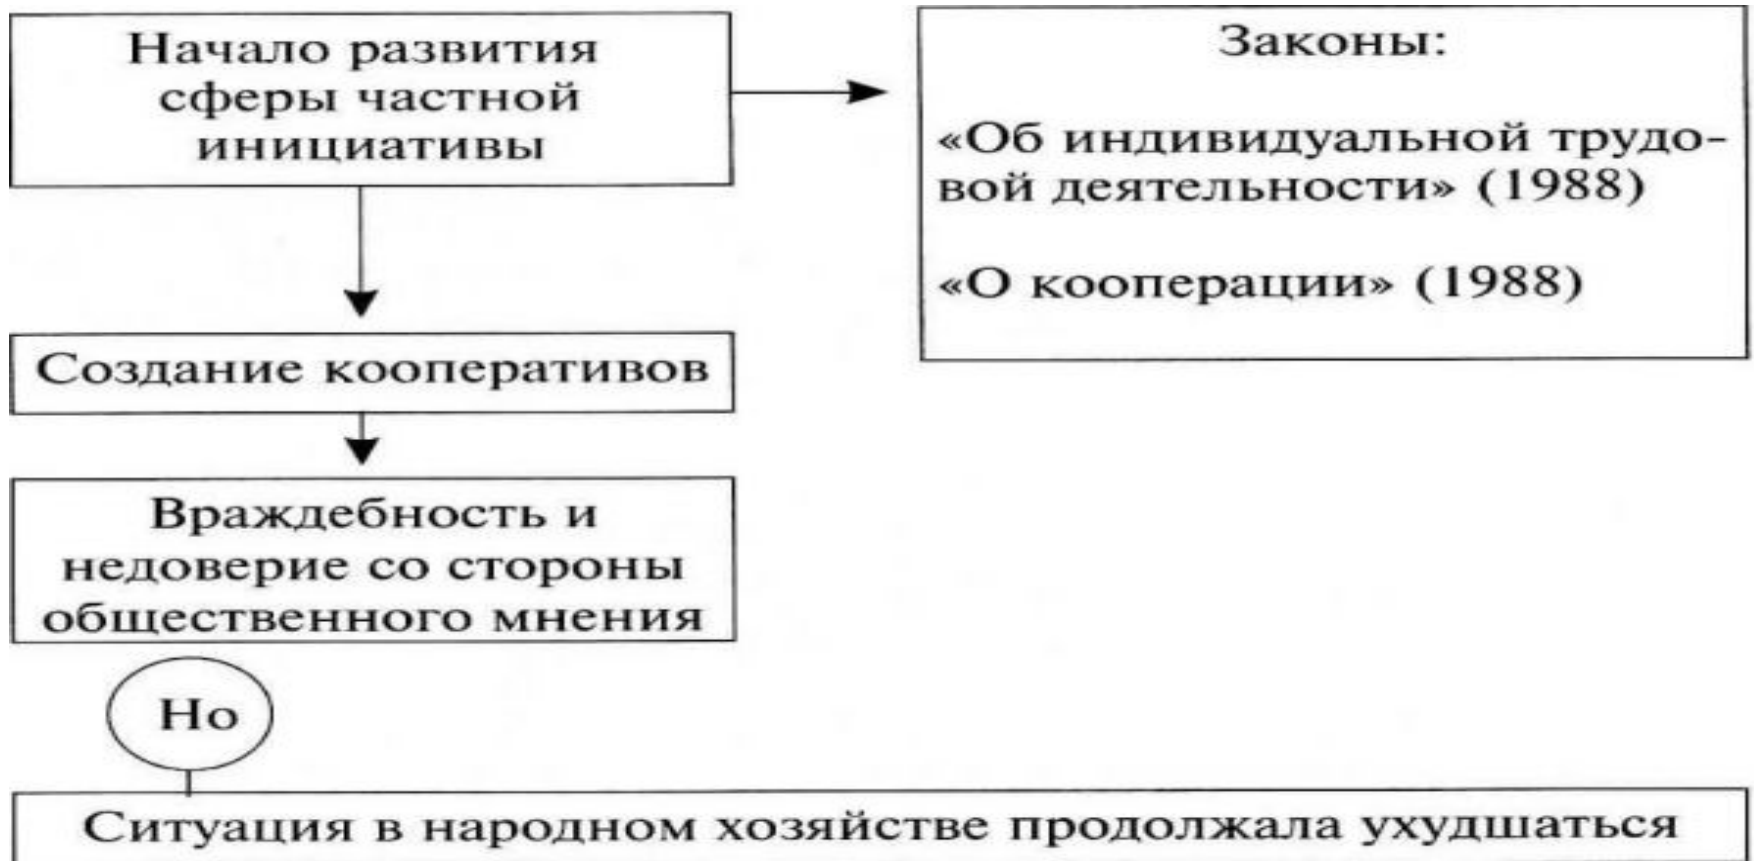 Начало развития
сферы частной
инициативы
Законы:
«Об индивидуальной трудо-
вой деятельности» (1988)
«О кооперации» (1988)
Создание кооперативов
Враждебность и
недоверие со стороны
общественного мнения
Но
Ситуация в народном хозяйстве продолжала ухудшаться